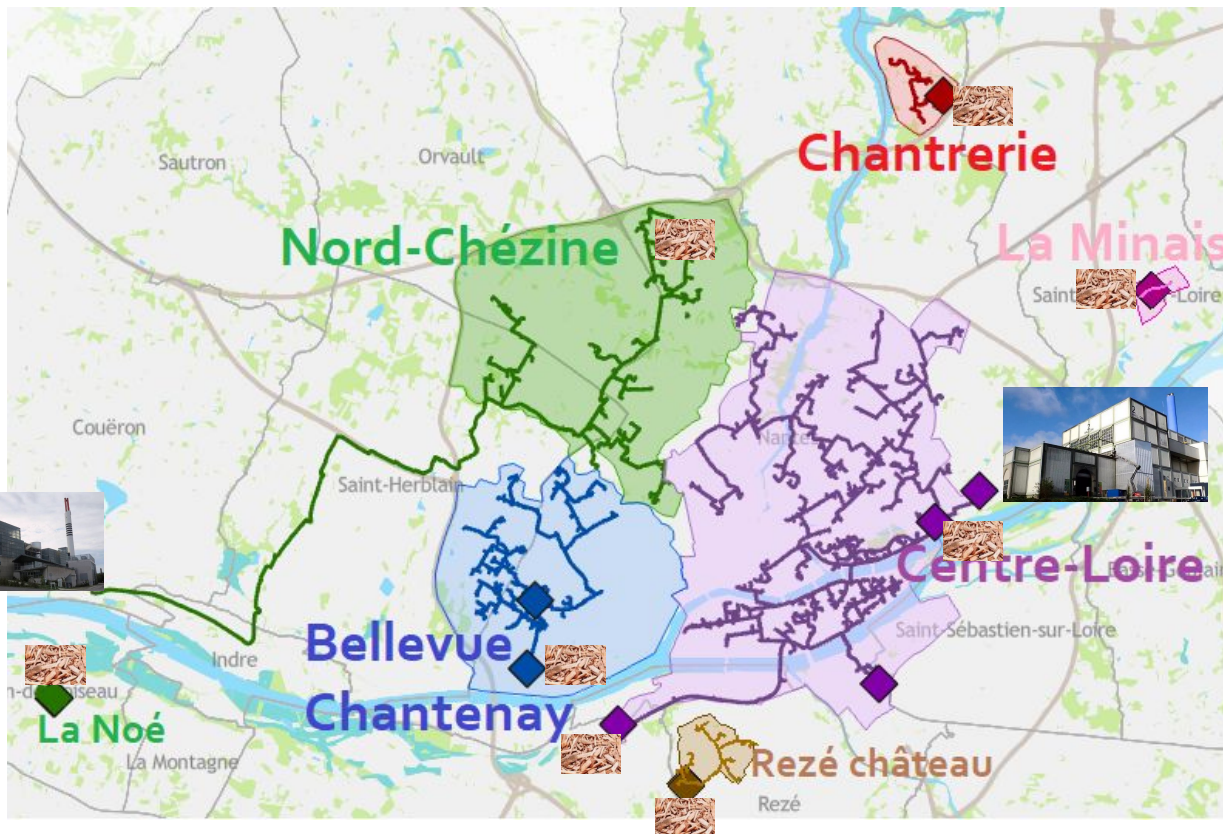 Chantrerie
Sautron
Orvault
Nord-Chézine
La Minais
Saint
-Loire
Couëron
Nantes
Saint-Herblain
Centre-Loire
Bellevue
Chantenay
Saint-Sébastien-sur-Loire
Indre
La Noé
La Montagne
Rezé château
Rezé